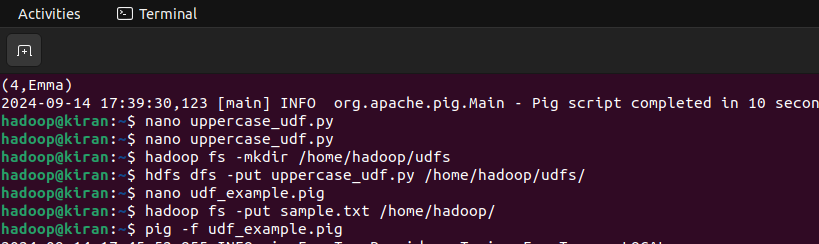 Activities
Terminal
(4,Emma)
2024-09-14 17:39:30,123 [main] INFO  org.apache.pig.Main - Pig script completed in 10 secon
hadoop@kiran:~$ nano uppercase_udf.py
hadoop@kiran:~$ nano uppercase_udf.py
hadoop@kiran:~$ hadoop fs -mkdir /home/hadoop/udfs
hadoop@kiran:~$ hdfs dfs -put uppercase_udf.py /home/hadoop/udfs/
hadoop@kiran:~$ nano udf_example.pig
hadoop@kiran:~$ hadoop fs -put sample.txt /home/hadoop/
hadoop@kiran:~$ pig -f udf_example.pig